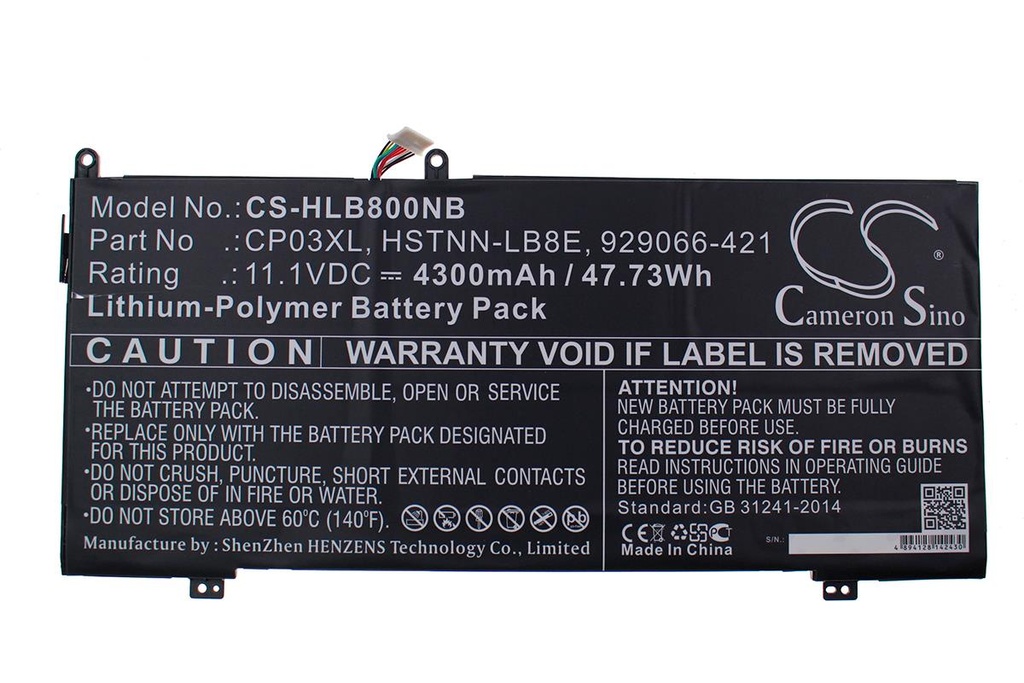 Model No.: CS-HLB800NB
Part No .: CP03XL, HSTNN-LB8E, 929066-421
Rating .: 11.1VDC ⎓ 4300mAh / 47.73Wh
Lithium-Polymer Battery Pack
CS ®
Cameron Sino
CAUTION WARRANTY VOID IF LABEL IS REMOVED
·DO NOT ATTEMPT TO DISASSEMBLE, OPEN OR SERVICE
THE BATTERY PACK.
·REPLACE ONLY WITH THE BATTERY PACK DESIGNATED
FOR THIS PRODUCT.
·DO NOT CRUSH, PUNCTURE, SHORT EXTERNAL CONTACTS
OR DISPOSE OF IN FIRE OR WATER.
·DO NOT STORE ABOVE 60°C (140°F).
Manufacture by : ShenZhen HENZENS Technology Co., Limited
ATTENTION!
NEW BATTERY PACK MUST BE FULLY
CHARGED BEFORE USE.
TO REDUCE RISK OF FIRE OR BURNS
READ INSTRUCTIONS IN OPERATING GUIDE
BEFORE USING THE BATTERY.
Standard:GB 31241-2014
CE
Made In China
S/N.:
4 894128 142430